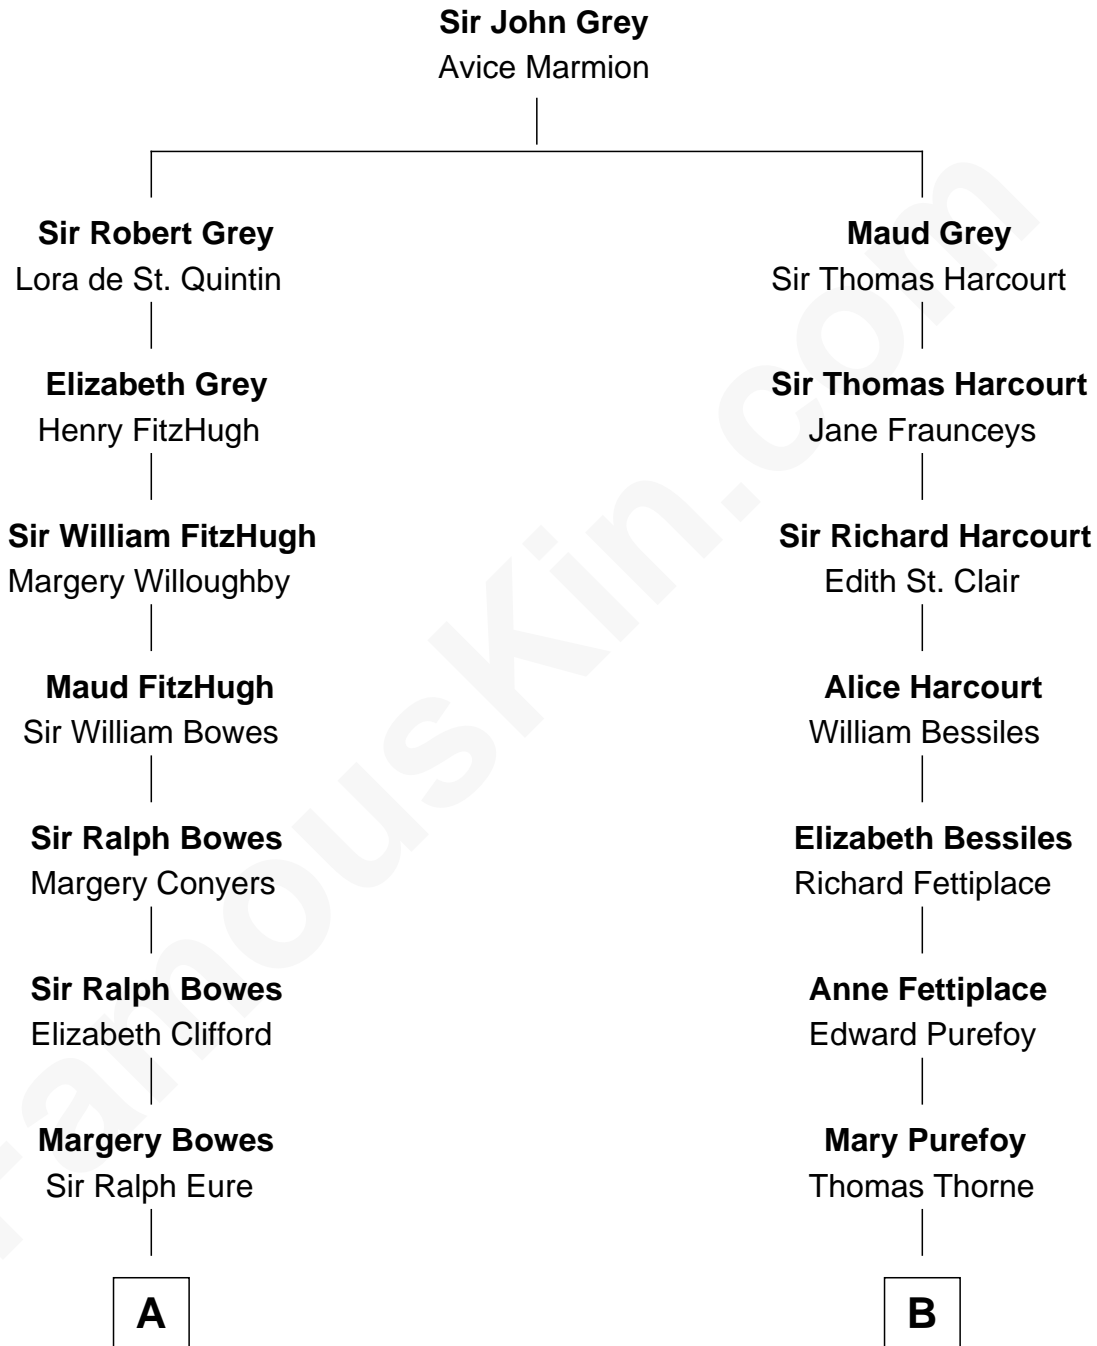 Sir John Grey
Avice Marmion
Sir Robert Grey
Lora de St. Quintin
Maud Grey
Sir Thomas Harcourt
Elizabeth Grey
Henry FitzHugh
Sir Thomas Harcourt
Jane Fraunceys
Sir William FitzHugh
Margery Willoughby
Sir Richard Harcourt
Edith St. Clair
Maud FitzHugh
Sir William Bowes
Alice Harcourt
William Bessiles
Sir Ralph Bowes
Margery Conyers
Elizabeth Bessiles
Richard Fettiplace
Sir Ralph Bowes
Elizabeth Clifford
Anne Fettiplace
Edward Purefoy
Margery Bowes
Sir Ralph Eure
Mary Purefoy
Thomas Thorne
A
B
FamousKin.com